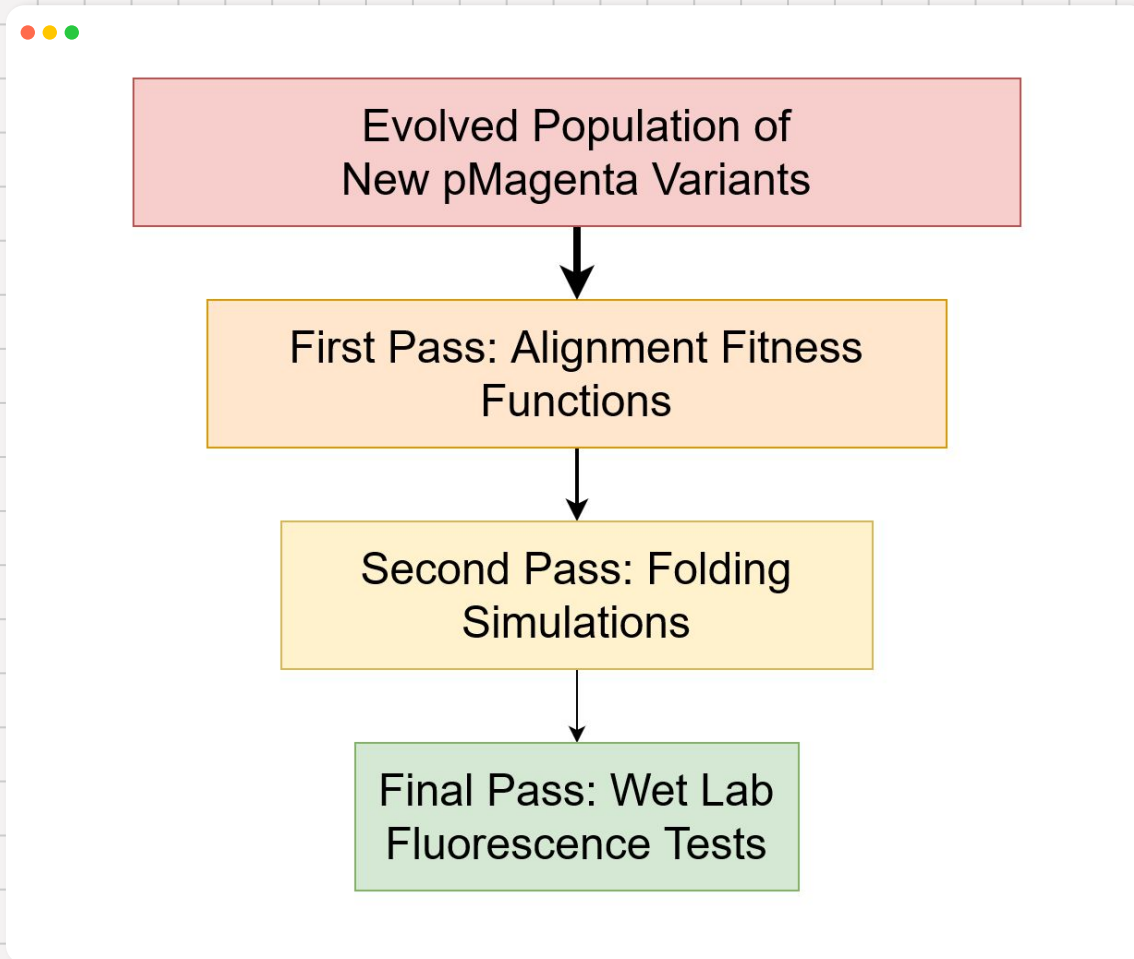 Evolved Population of
New pMagenta Variants
First Pass: Alignment Fitness
Functions
Second Pass: Folding
Simulations
Final Pass: Wet Lab
Fluorescence Tests